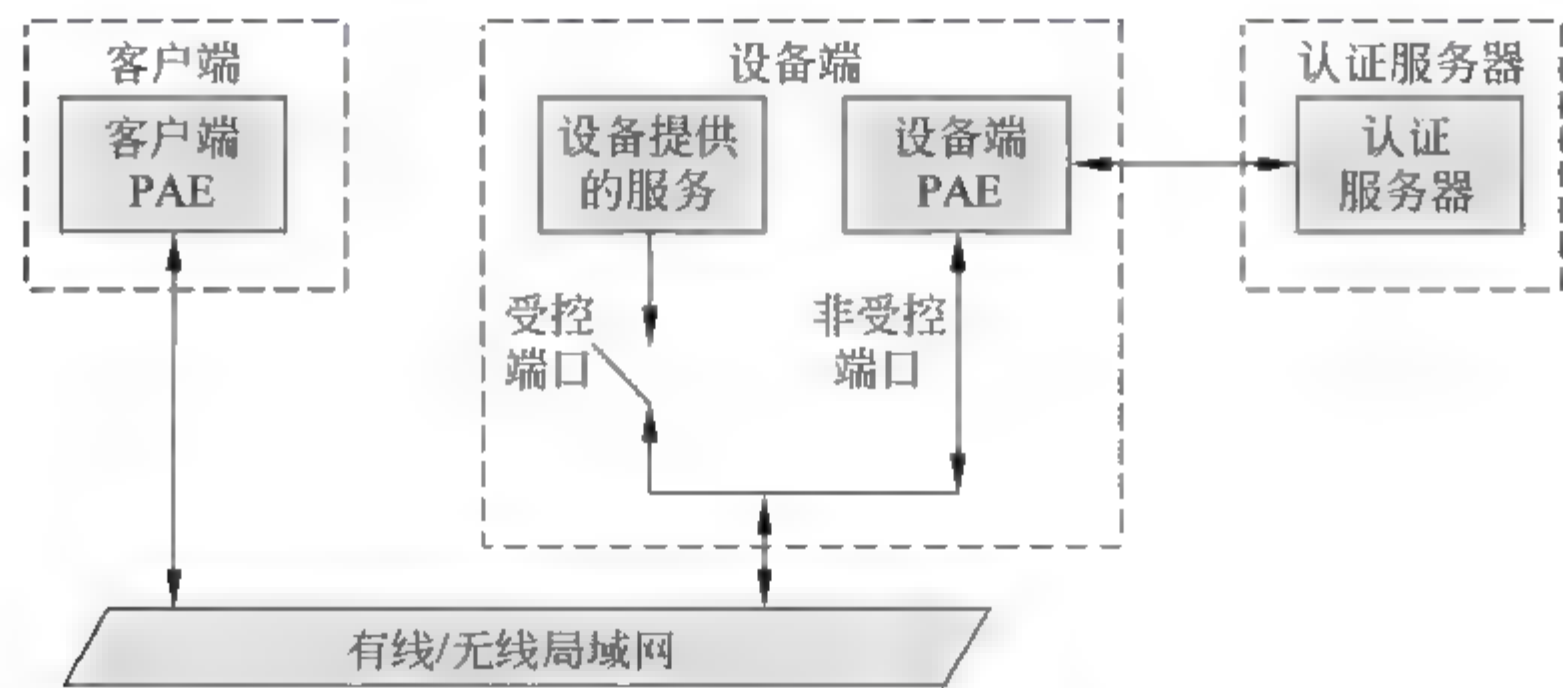 客户端
客户端
PAE
设备端
设备提供
的服务
设备端
PAE
认证服务器
认证
服务器
受控
端口
非受控
端口
有线/无线局域网